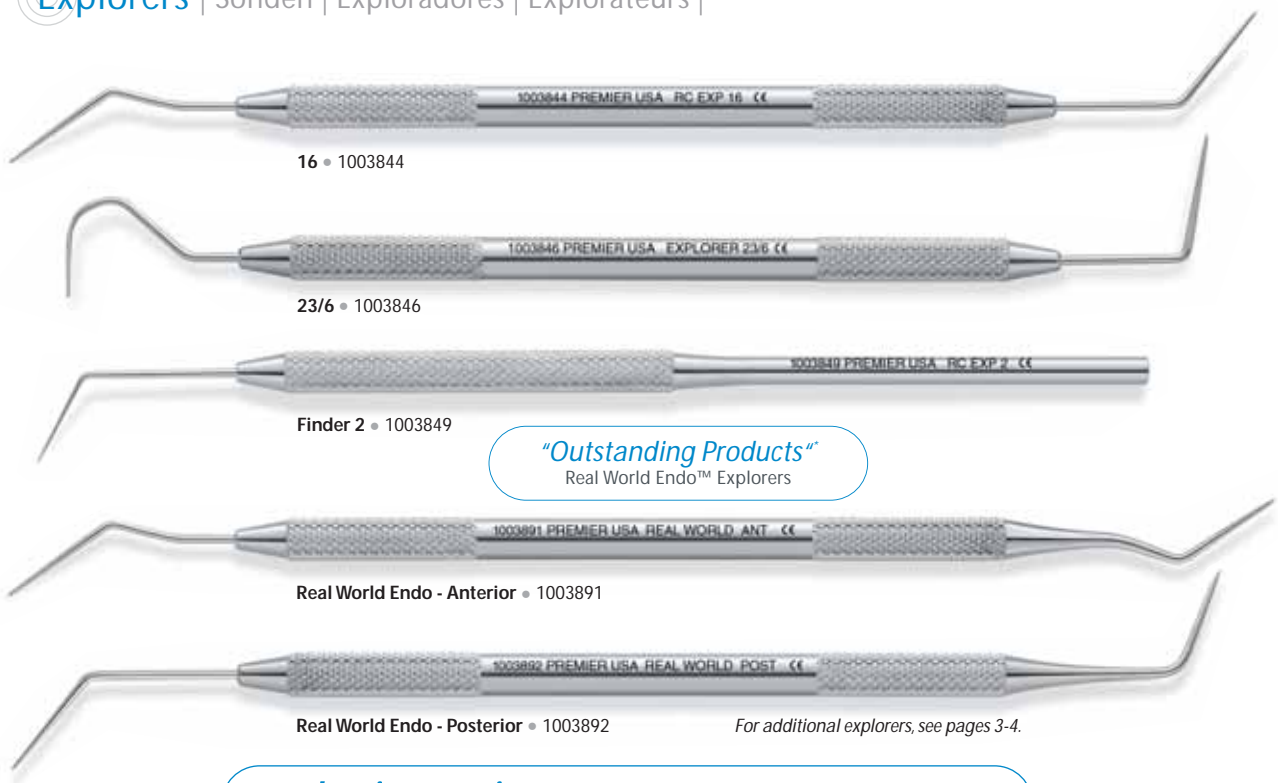 Explorers | Sonden | Exploradores | Explorateurs |
1003844 PREMIER USA RC EXP 16 CE
16 • 1003844
1003846 PREMIER USA EXPLORER 23/6 CE
23/6 • 1003846
1003849 PREMIER USA RC EXP 2 CE
Finder 2 • 1003849
"Outstanding Products"*
Real World Endo™ Explorers
1003891 PREMIER USA REAL WORLD ANT CE
Real World Endo - Anterior • 1003891
1003892 PREMIER USA REAL WORLD POST CE
Real World Endo - Posterior • 1003892
For additional explorers, see pages 3-4.